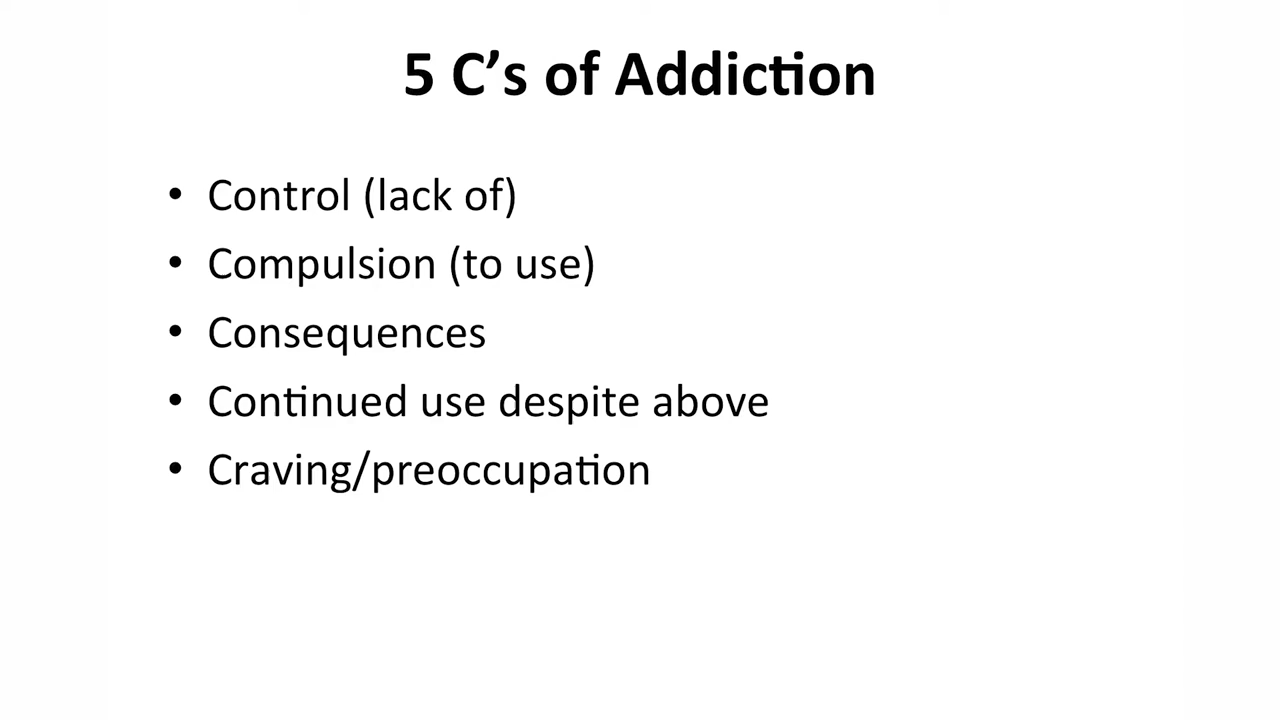 5 C’s of Addiction
• Control (lack of)
• Compulsion (to use)
• Consequences
• Continued use despite above
• Craving/preoccupation